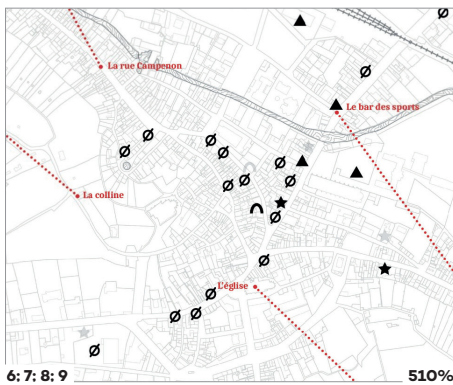 La rue Campenon
Le bar des sports
La colline
L'église
6; 7; 8; 9
510%